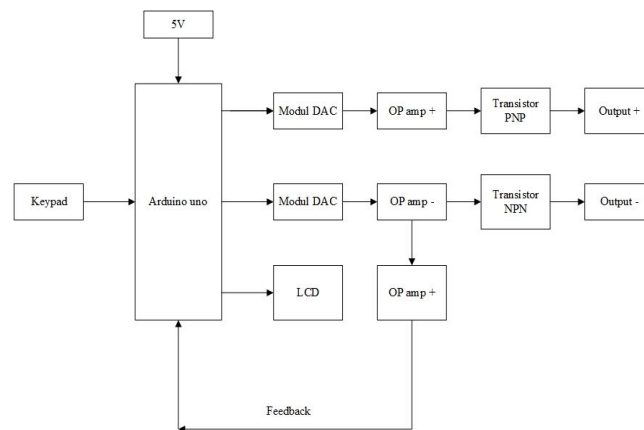 5V
Modul DAC
OP amp +
Transistor
PNP
Output +
Keypad
Arduino uno
Modul DAC
OP amp -
Transistor
NPN
Output -
LCD
OP amp +
Feedback